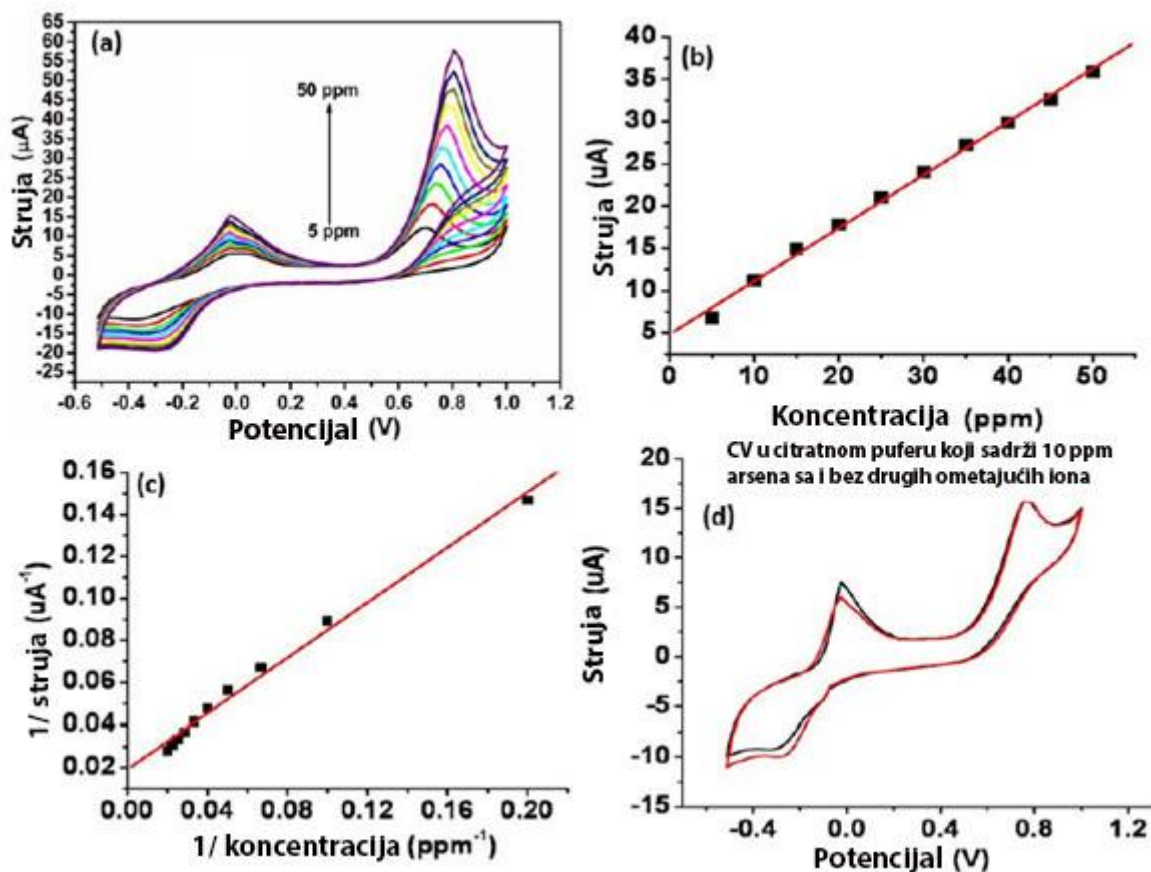 (a)
65
60
55
50
45
40
35
30
25
20
15
10
5
0
-5
-10
-15
-20
-25
Struja (μA)
50 ppm
5 ppm
-0.6 -0.4 -0.2 0.0 0.2 0.4 0.6 0.8 1.0 1.2
Potencijal (V)
(b)
40
35
30
25
20
15
10
5
Struja (uA)
0 10 20 30 40 50
Koncentracija (ppm)
(c)
0.16
0.14
0.12
0.10
0.08
0.06
0.04
0.02
1/ struja (uA⁻¹)
0.00 0.04 0.08 0.12 0.16 0.20
1/ koncentracija (ppm⁻¹)
CV u citratnom puferu koji sadrži 10 ppm
arsena sa i bez drugih ometajućih iona
(d)
20
15
10
5
0
-5
-10
-15
Struja (uA)
-0.4 0.0 0.4 0.8 1.2
Potencijal (V)